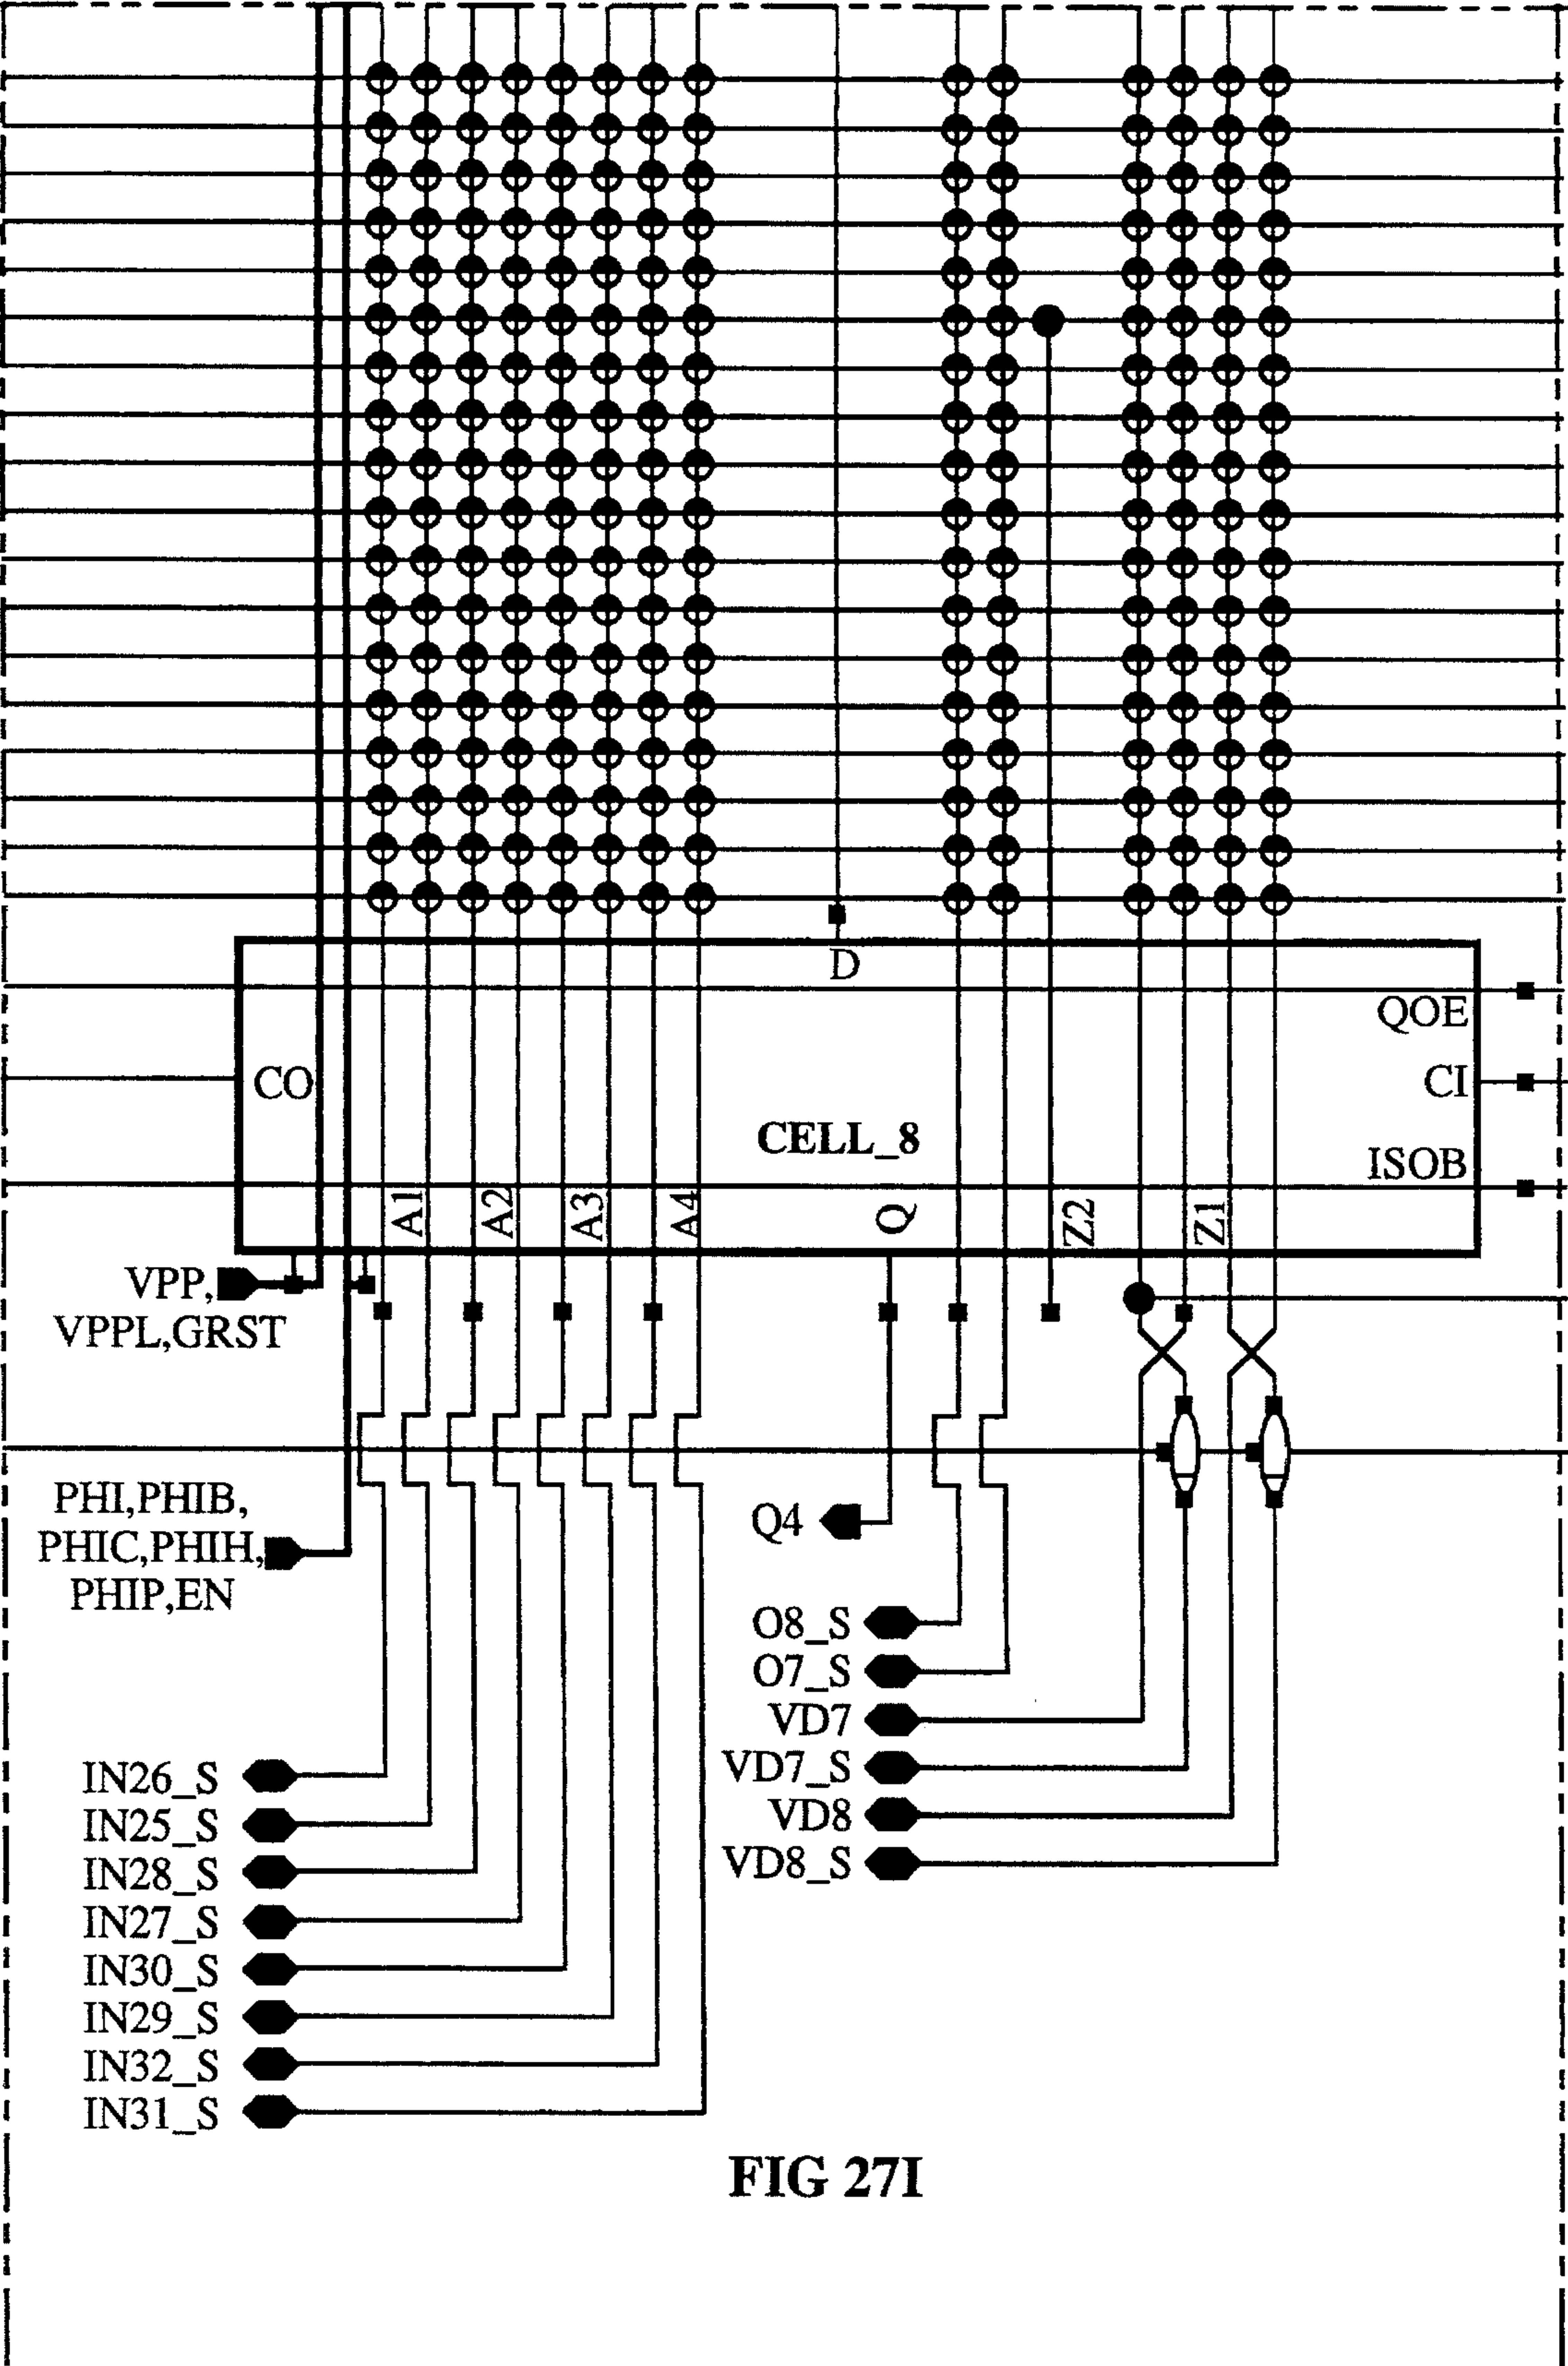 D
QOE
CO
CI
CELL_8
ISOB
A1
A2
A3
A4
Q
Z2
Z1
VPP,
VPPL,GRST
PHI,PHIB,
PHIC,PHIH,
PHIP,EN
Q4
O8_S
O7_S
VD7
VD7_S
VD8
VD8_S
IN26_S
IN25_S
IN28_S
IN27_S
IN30_S
IN29_S
IN32_S
IN31_S
FIG 27I